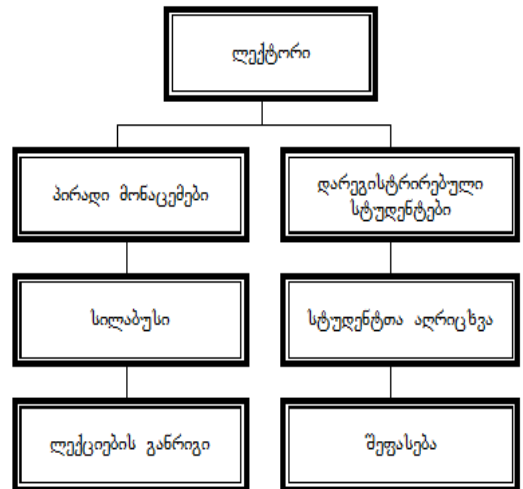 ლექტორი
პირადი მონაცემები
დარეგისტრირებული
სტუდენტები
სილაბუსი
სტუდენტთა აღრიცხვა
ლექციების განრიგი
შეფასება